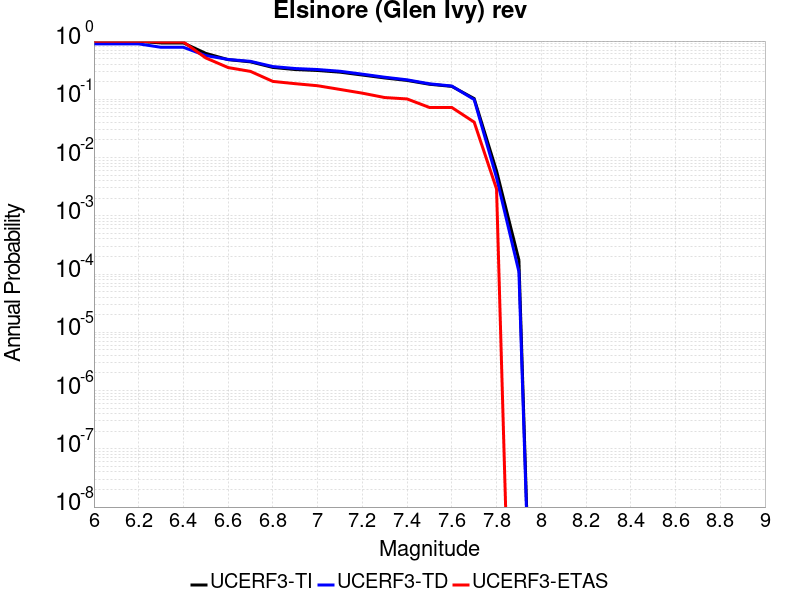 Elsinore (Glen Ivy) rev
10^0
10^-1
10^-2
10^-3
10^-4
10^-5
10^-6
10^-7
10^-8
Annual Probability
6 6.2 6.4 6.6 6.8 7 7.2 7.4 7.6 7.8 8 8.2 8.4 8.6 8.8 9
Magnitude
UCERF3-TI UCERF3-TD UCERF3-ETAS